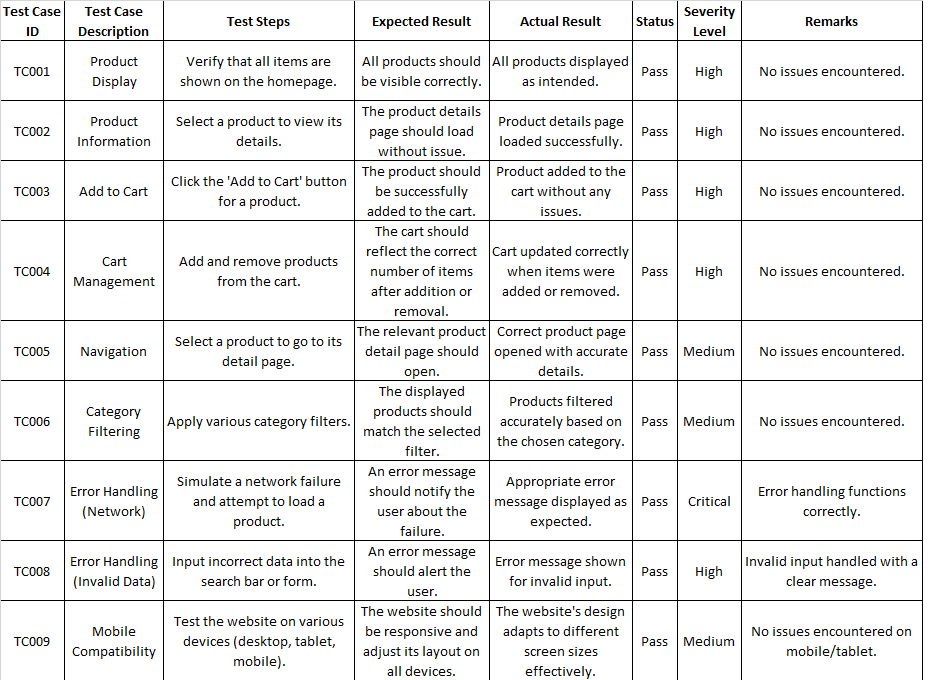 Test Case ID | Test Case Description | Test Steps | Expected Result | Actual Result | Status | Severity Level | Remarks
TC001 | Product Display | Verify that all items are shown on the homepage. | All products should be visible correctly. | All products displayed as intended. | Pass | High | No issues encountered.
TC002 | Product Information | Select a product to view its details. | The product details page should load without issue. | Product details page loaded successfully. | Pass | High | No issues encountered.
TC003 | Add to Cart | Click the 'Add to Cart' button for a product. | The product should be successfully added to the cart. | Product added to the cart without any issues. | Pass | High | No issues encountered.
TC004 | Cart Management | Add and remove products from the cart. | The cart should reflect the correct number of items after addition or removal. | Cart updated correctly when items were added or removed. | Pass | High | No issues encountered.
TC005 | Navigation | Select a product to go to its detail page. | The relevant product detail page should open. | Correct product page opened with accurate details. | Pass | Medium | No issues encountered.
TC006 | Category Filtering | Apply various category filters. | The displayed products should match the selected filter. | Products filtered accurately based on the chosen category. | Pass | Medium | No issues encountered.
TC007 | Error Handling (Network) | Simulate a network failure and attempt to load a product. | An error message should notify the user about the failure. | Appropriate error message displayed as expected. | Pass | Critical | Error handling functions correctly.
TC008 | Error Handling (Invalid Data) | Input incorrect data into the search bar or form. | An error message should alert the user. | Error message shown for invalid input. | Pass | High | Invalid input handled with a clear message.
TC009 | Mobile Compatibility | Test the website on various devices (desktop, tablet, mobile). | The website should be responsive and adjust its layout on all devices. | The website's design adapts to different screen sizes effectively. | Pass | Medium | No issues encountered on mobile/tablet.